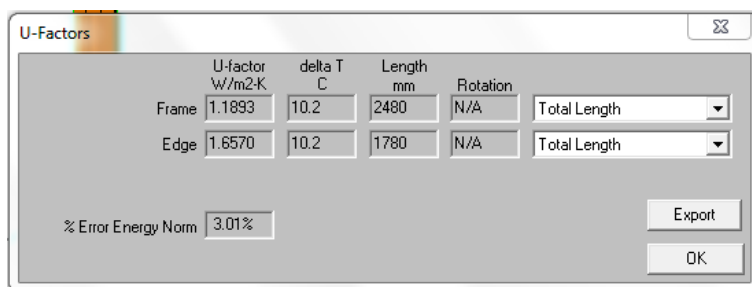 U-Factors
U-factor delta T Length
W/m2-K C mm Rotation
Frame 1.1893 10.2 2480 N/A Total Length
Edge 1.6570 10.2 1780 N/A Total Length
% Error Energy Norm 3.01% Export
OK